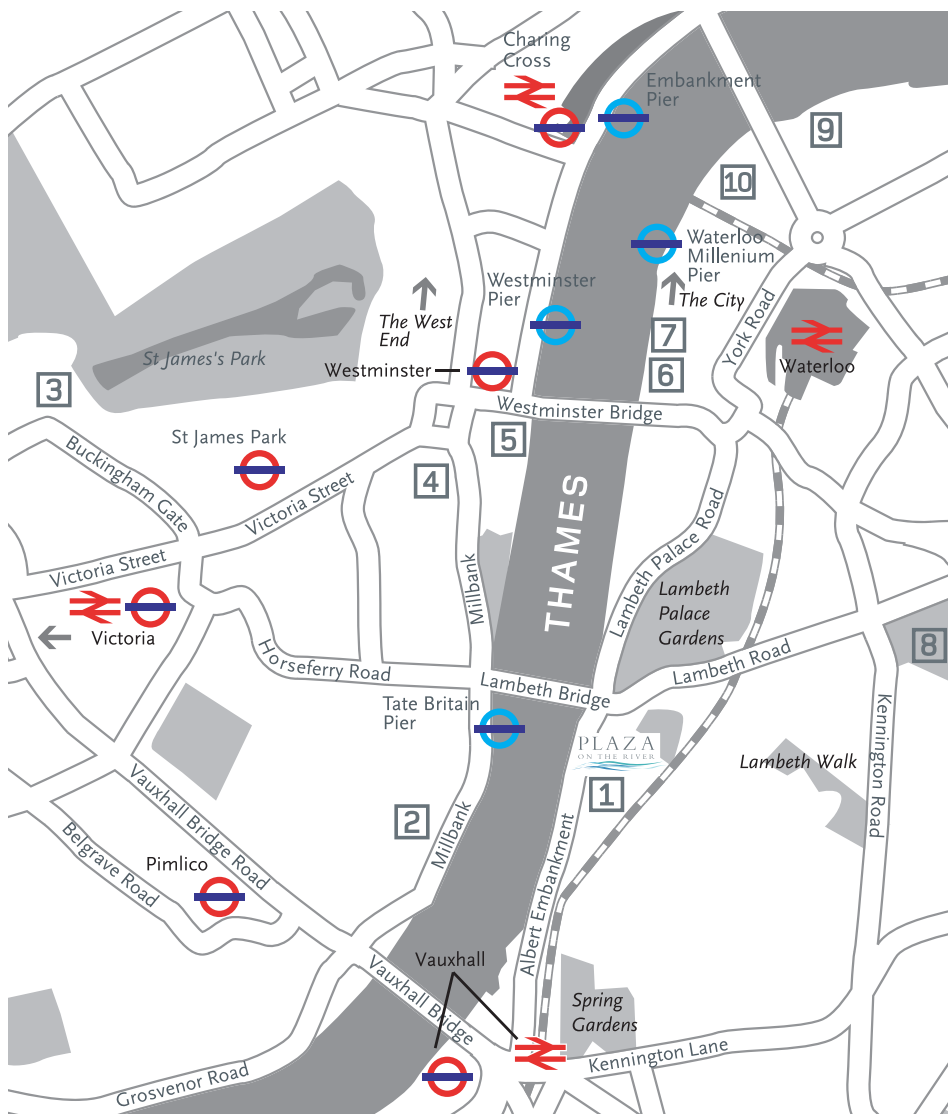 Charing
Cross
Embankment
Pier
9
10
Waterloo
Millenium
Pier
Westminster
Pier
The City
The West
End
7
York Road
St James's Park
Westminster
6
Waterloo
3
Westminster Bridge
5
St James Park
Buckingham Gate
4
Victoria Street
THAMES
Lambeth Palace Road
Victoria Street
Millbank
Lambeth
Palace
Gardens
Victoria
8
Horseferry Road
Lambeth Bridge
Lambeth Road
Tate Britain
Pier
Kennington Road
PLAZA
ON THE RIVER
Lambeth Walk
1
2
Millbank
Vauxhall Bridge Road
Belgrave Road
Pimlico
Albert Embankment
Vauxhall
Vauxhall Bridge
Spring
Gardens
Kennington Lane
Grosvenor Road